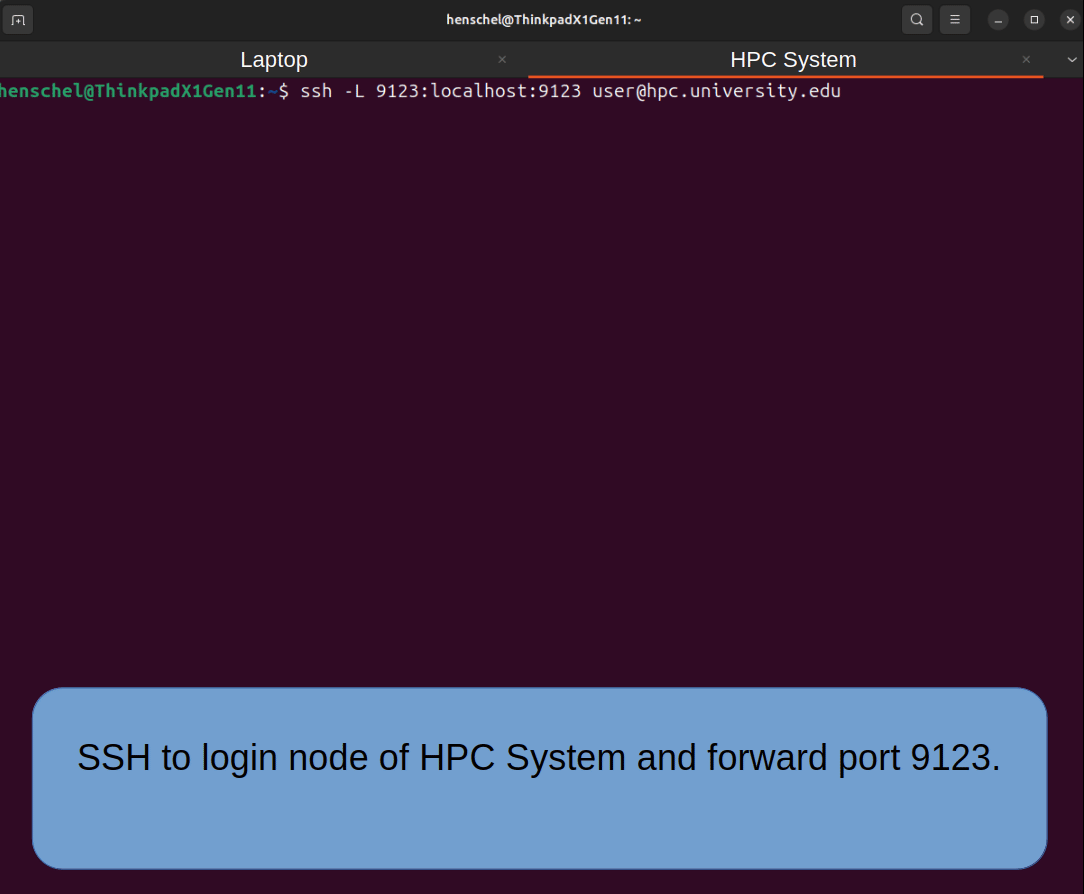 henschel@ThinkpadX1Gen11: ~
Laptop
HPC System
henschel@ThinkpadX1Gen11:~$ ssh -L 9123:localhost:9123 user@hpc.university.edu
SSH to login node of HPC System and forward port 9123.